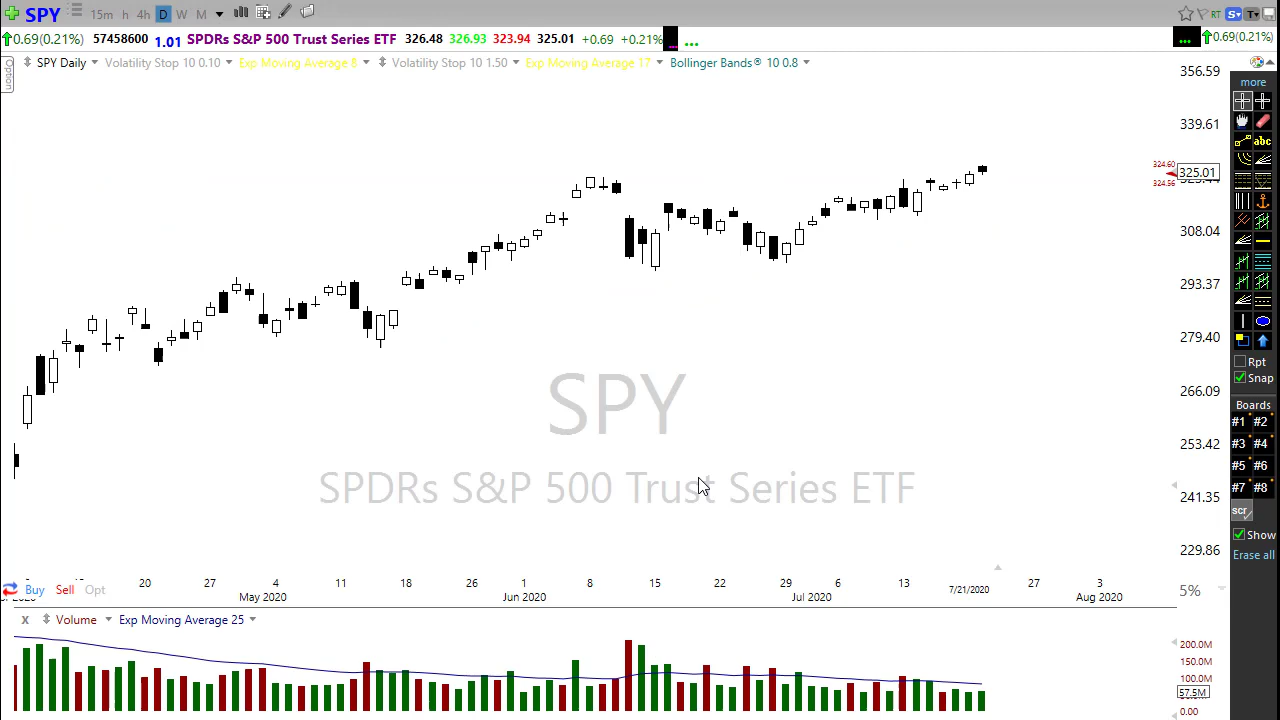 SPY 15m h 4h D W M RT S T
0.69(0.21%) 57458600 1.01 SPDRs S&P 500 Trust Series ETF 326.48 326.93 323.94 325.01 +0.69 +0.21% ... ... 0.69(0.21%)
Option
SPY Daily Volatility Stop 10 0.10 Exp Moving Average 8 Volatility Stop 10 1.50 Exp Moving Average 17 Bollinger Bands® 10 0.8
356.59
339.61
324.60
325.01
324.56
308.04
293.37
279.40
266.09
253.42
241.35
229.86
SPY
SPDRs S&P 500 Trust Series ETF
more
abc
Rpt
Snap
Boards
#1 #2
#3 #4
#5 #6
#7 #8
scr
Show
Erase all
20 27 4 11 18 26 1 8 15 22 29 6 13 27 3
May 2020 Jun 2020 Jul 2020 7/21/2020 Aug 2020
Buy Sell Opt
5%
x Volume Exp Moving Average 25
200.0M
150.0M
100.0M
57.5M
0.00